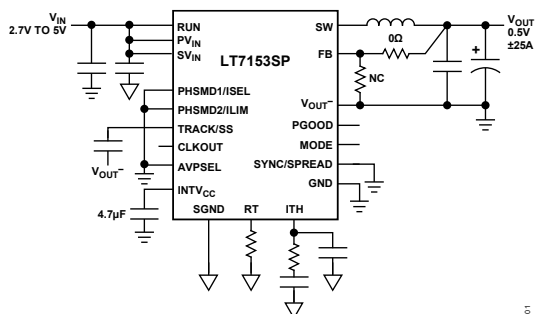 VIN
2.7V TO 5V
RUN
PVIN
SVIN
LT7153SP
PHSMD1/ISEL
PHSMD2/ILIM
TRACK/SS
CLKOUT
VOUT–
AVPSEL
INTVCC
4.7µF
SGND
RT
ITH
SW
FB
0Ω
NC
VOUT–
PGOOD
MODE
SYNC/SPREAD
GND
VOUT
0.5V
±25A
+
01